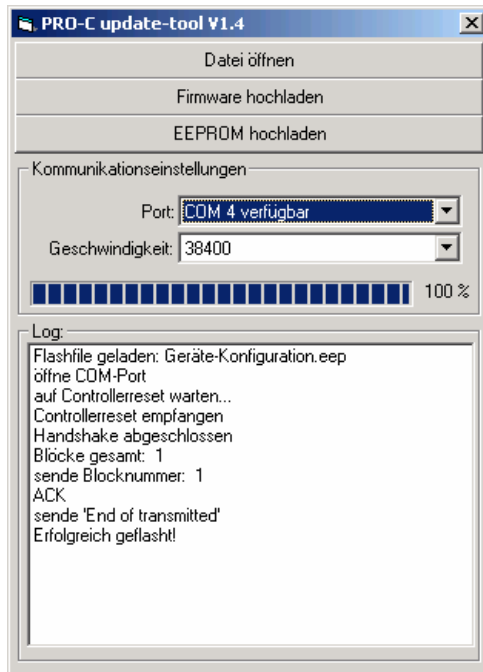 PRO-C update-tool V1.4
Datei öffnen
Firmware hochladen
EEPROM hochladen
Kommunikationseinstellungen
Port: COM 4 verfügbar
Geschwindigkeit: 38400
100 %
Log:
Flashfile geladen: Geräte-Konfiguration.eep
öffne COM-Port
auf Controllerreset warten...
Controllerreset empfangen
Handshake abgeschlossen
Blöcke gesamt: 1
sende Blocknummer: 1
ACK
sende 'End of transmitted'
Erfolgreich geflasht!